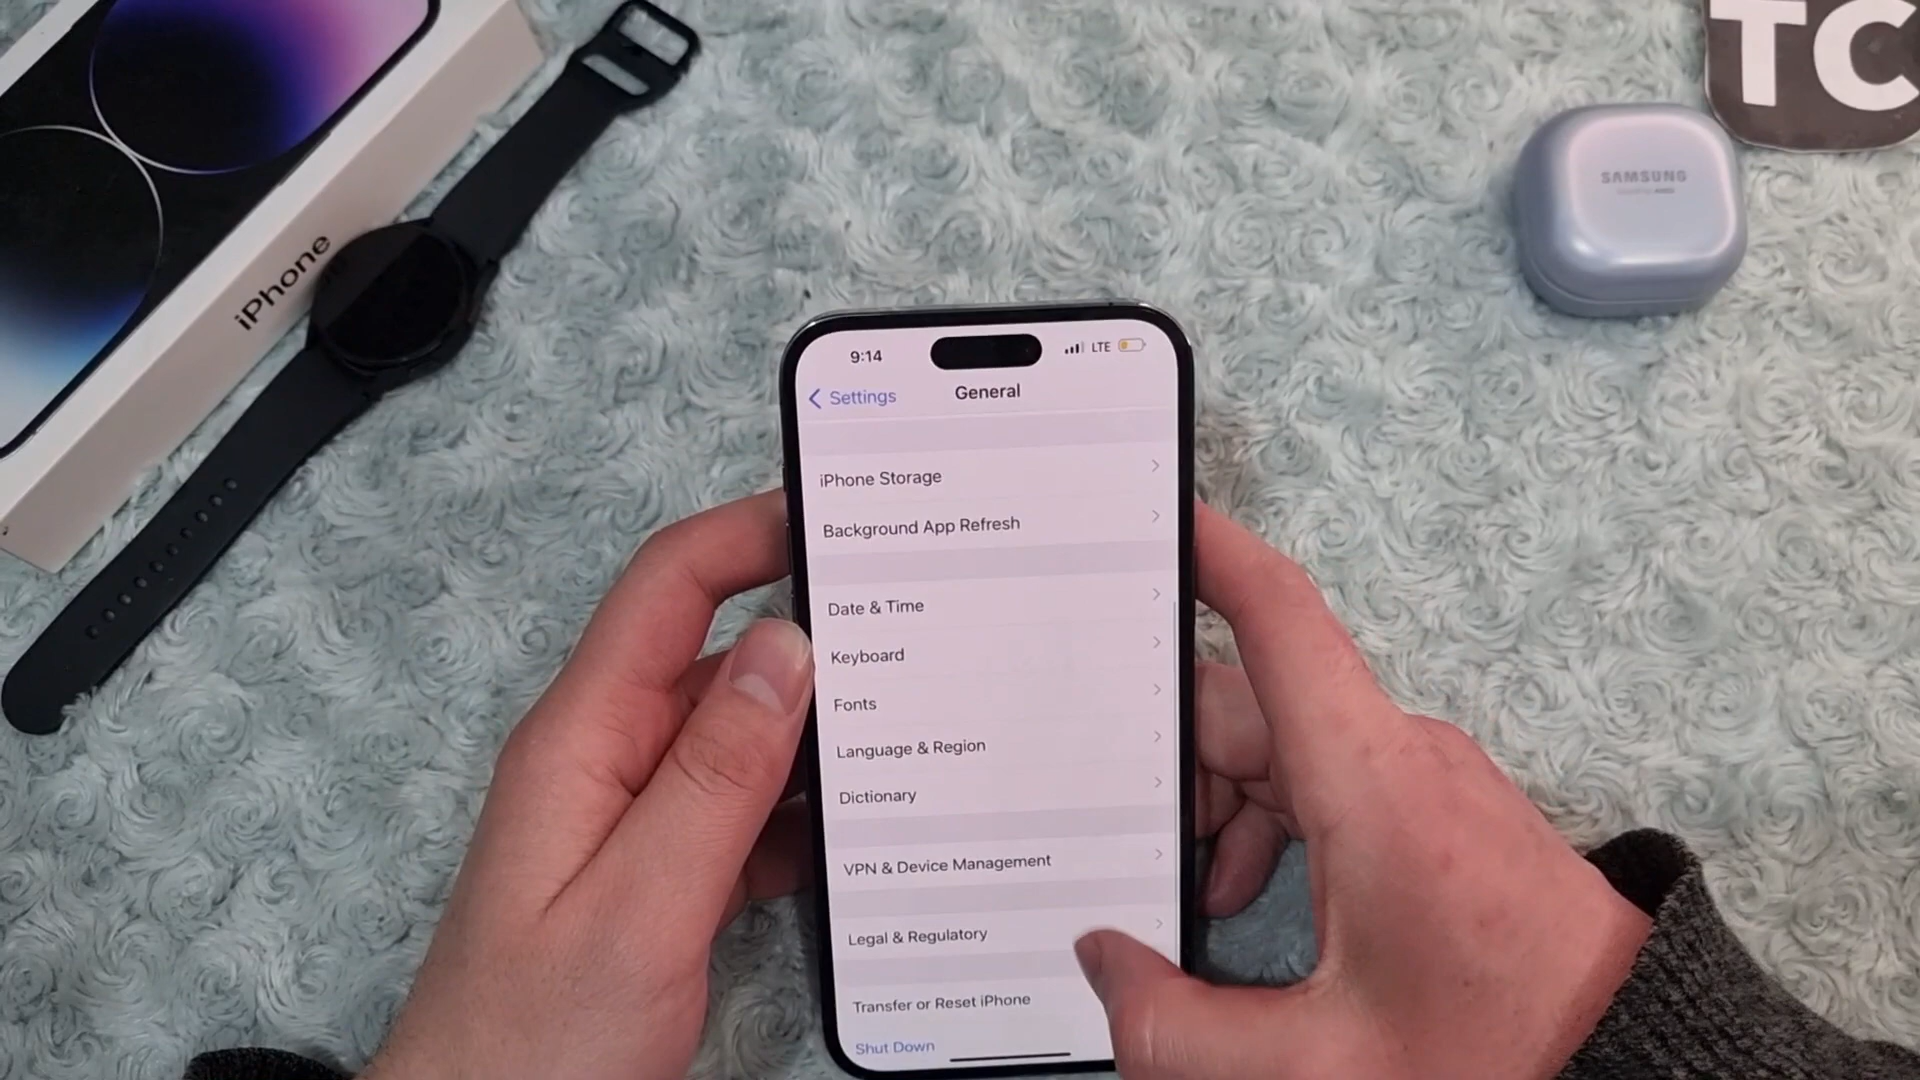 TC
SAMSUNG
iPhone
9:14
LTE
Settings
General
iPhone Storage
Background App Refresh
Date & Time
Keyboard
Fonts
Language & Region
Dictionary
VPN & Device Management
Legal & Regulatory
Transfer or Reset iPhone
Shut Down